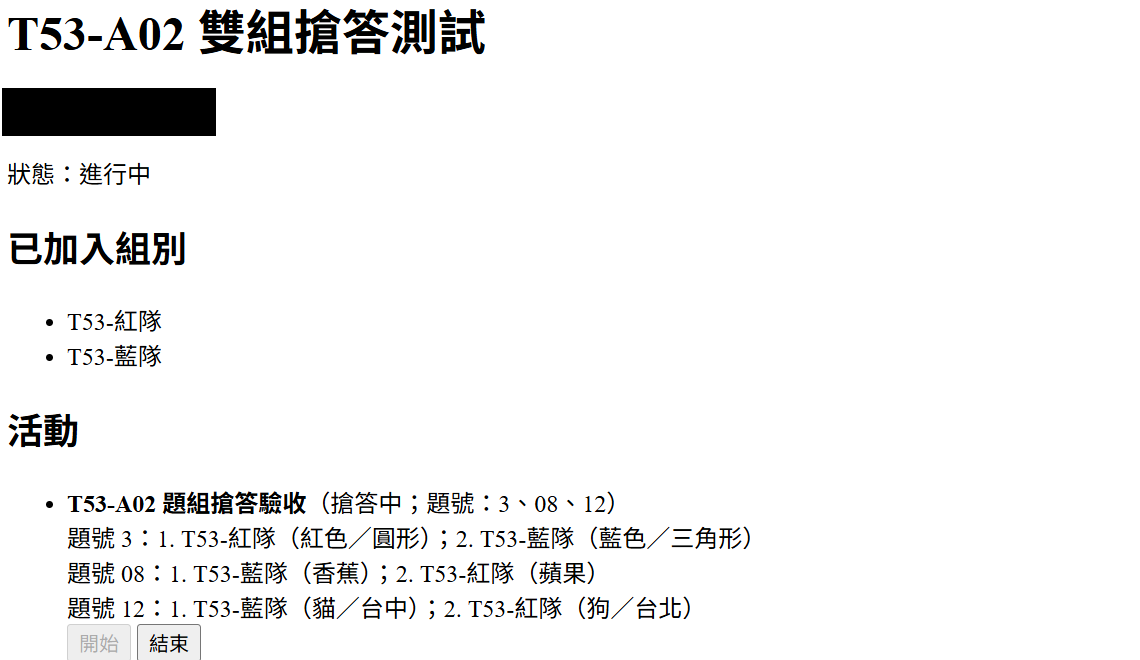 T53-A02 雙組搶答測試
狀態：進行中
已加入組別
T53-紅隊
T53-藍隊
活動
T53-A02 題組搶答驗收（搶答中；題號：3、08、12）
題號 3：1. T53-紅隊（紅色／圓形）；2. T53-藍隊（藍色／三角形）
題號 08：1. T53-藍隊（香蕉）；2. T53-紅隊（蘋果）
題號 12：1. T53-藍隊（貓／台中）；2. T53-紅隊（狗／台北）
開始 結束